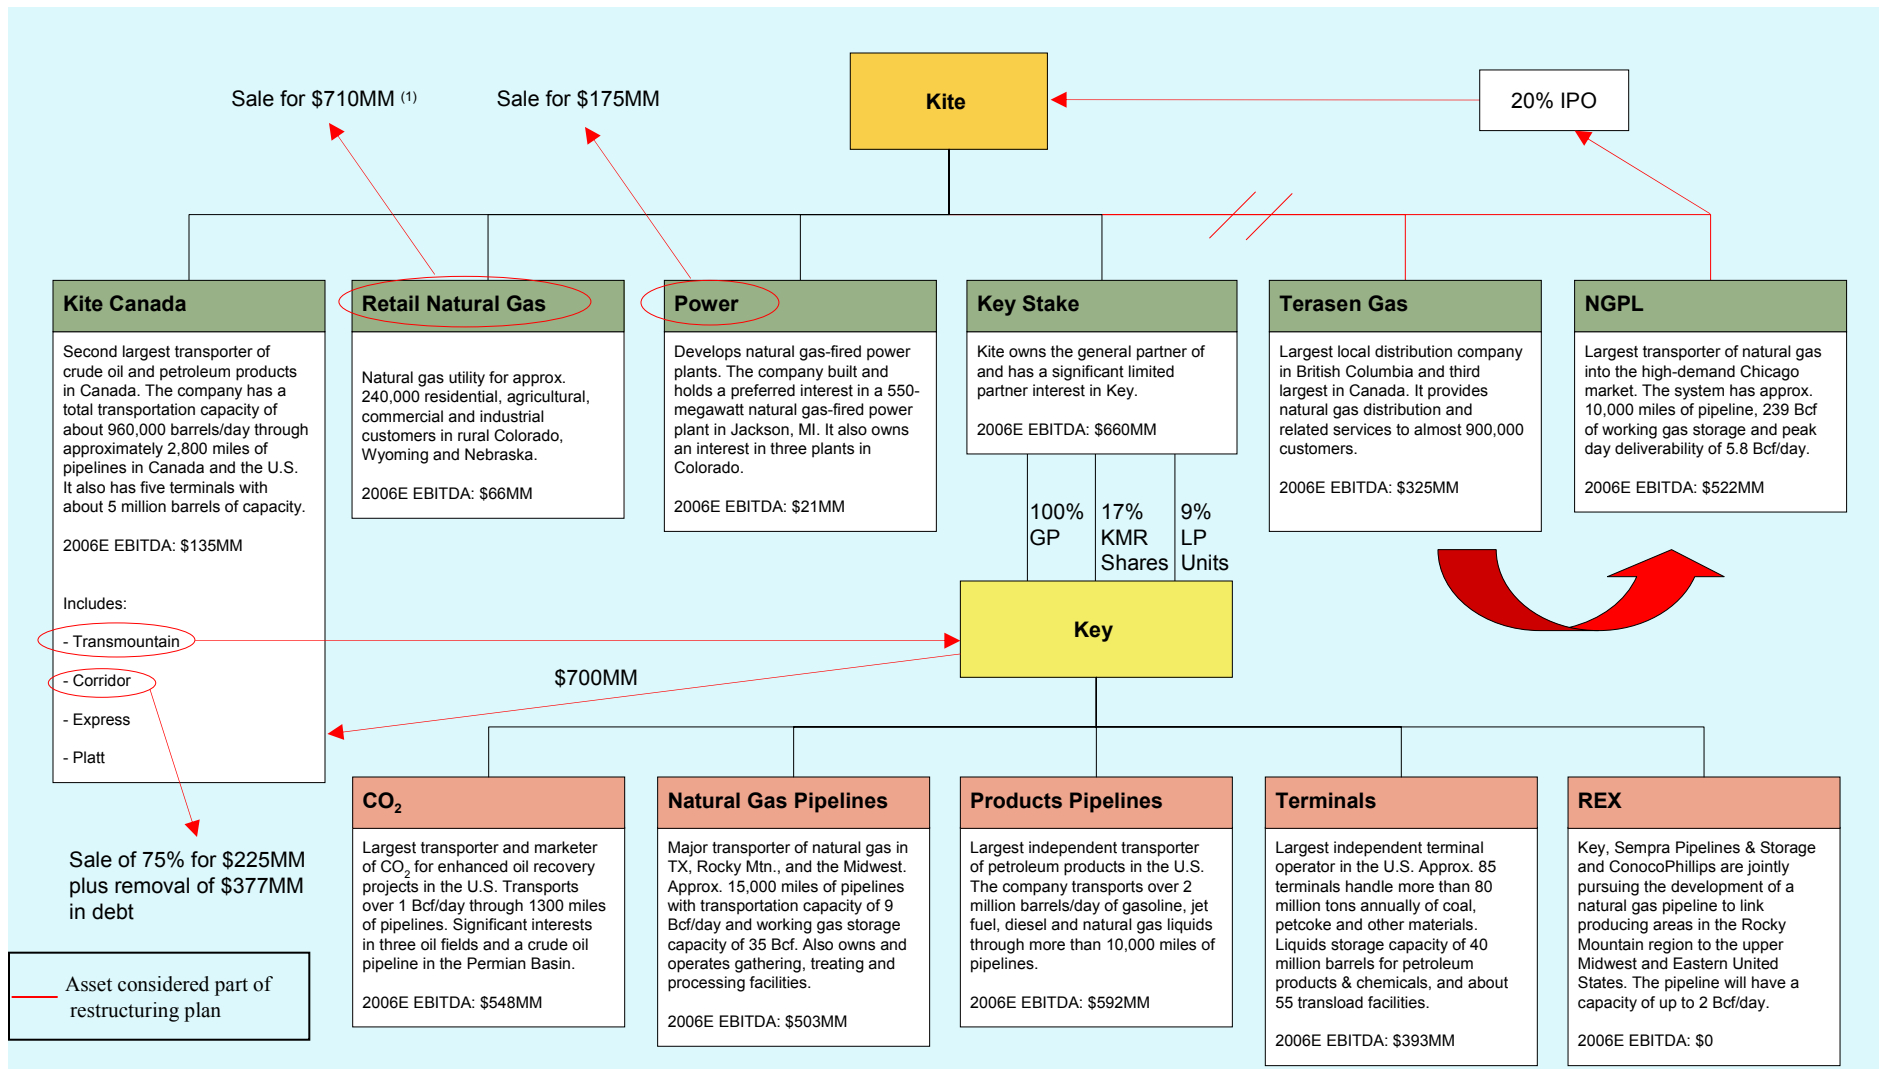 Kite
20% IPO
Sale for $710MM (1)
Sale for $175MM
Kite Canada
Second largest transporter of
crude oil and petroleum products
in Canada. The company has a
total transportation capacity of
about 960,000 barrels/day through
approximately 2,800 miles of
pipelines in Canada and the U.S.
It also has five terminals with
about 5 million barrels of capacity.
2006E EBITDA: $135MM
Includes:
- Transmountain
- Corridor
- Express
- Platt
Retail Natural Gas
Natural gas utility for approx.
240,000 residential, agricultural,
commercial and industrial
customers in rural Colorado,
Wyoming and Nebraska.
2006E EBITDA: $66MM
Power
Develops natural gas-fired power
plants. The company built and
holds a preferred interest in a 550-
megawatt natural gas-fired power
plant in Jackson, MI. It also owns
an interest in three plants in
Colorado.
2006E EBITDA: $21MM
Key Stake
Kite owns the general partner of
and has a significant limited
partner interest in Key.
2006E EBITDA: $660MM
Terasen Gas
Largest local distribution company
in British Columbia and third
largest in Canada. It provides
natural gas distribution and
related services to almost 900,000
customers.
2006E EBITDA: $325MM
NGPL
Largest transporter of natural gas
into the high-demand Chicago
market. The system has approx.
10,000 miles of pipeline, 239 Bcf
of working gas storage and peak
day deliverability of 5.8 Bcf/day.
2006E EBITDA: $522MM
100%
GP
17%
KMR
Shares
9%
LP
Units
Key
$700MM
Sale of 75% for $225MM
plus removal of $377MM
in debt
CO2
Largest transporter and marketer
of CO2 for enhanced oil recovery
projects in the U.S. Transports
over 1 Bcf/day through 1300 miles
of pipelines. Significant interests
in three oil fields and a crude oil
pipeline in the Permian Basin.
2006E EBITDA: $548MM
Natural Gas Pipelines
Major transporter of natural gas in
TX, Rocky Mtn., and the Midwest.
Approx. 15,000 miles of pipelines
with transportation capacity of 9
Bcf/day and working gas storage
capacity of 35 Bcf. Also owns and
operates gathering, treating and
processing facilities.
2006E EBITDA: $503MM
Products Pipelines
Largest independent transporter
of petroleum products in the U.S.
The company transports over 2
million barrels/day of gasoline, jet
fuel, diesel and natural gas liquids
through more than 10,000 miles of
pipelines.
2006E EBITDA: $592MM
Terminals
Largest independent terminal
operator in the U.S. Approx. 85
terminals handle more than 80
million tons annually of coal,
petcoke and other materials.
Liquids storage capacity of 40
million barrels for petroleum
products & chemicals, and about
55 transload facilities.
2006E EBITDA: $393MM
REX
Key, Sempra Pipelines & Storage
and ConocoPhillips are jointly
pursuing the development of a
natural gas pipeline to link
producing areas in the Rocky
Mountain region to the upper
Midwest and Eastern United
States. The pipeline will have a
capacity of up to 2 Bcf/day.
2006E EBITDA: $0
Asset considered part of
restructuring plan